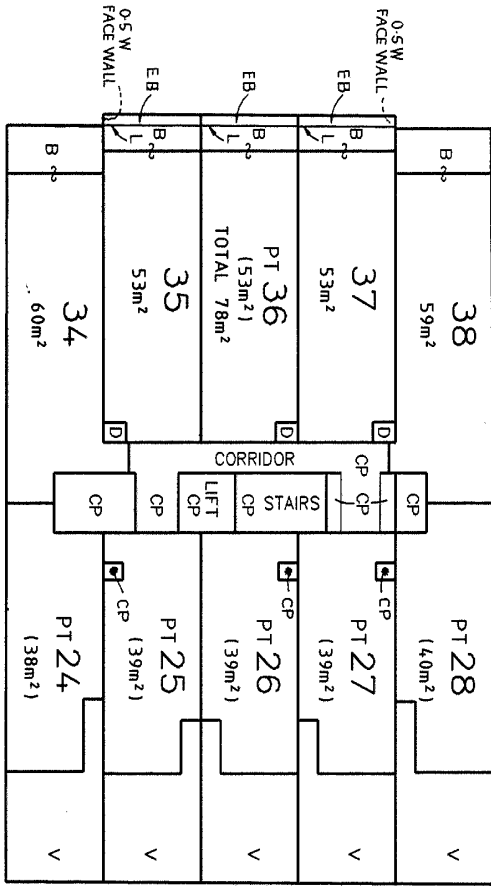 0·5 W
FACE WALL
B
38
59m²
CP
PT 28
(40m²)
V
EB
L
B
37
53m²
D
CP
CP
CP
PT 27
(39m²)
V
EB
L
B
PT 36
(53m²)
TOTAL 78m²
D
CORRIDOR
STAIRS
CP
LIFT
CP
CP
PT 26
(39m²)
V
0·5 W
FACE WALL
EB
L
B
35
53m²
D
CP
CP
PT 25
(39m²)
V
B
34
60m²
CP
PT 24
(38m²)
V